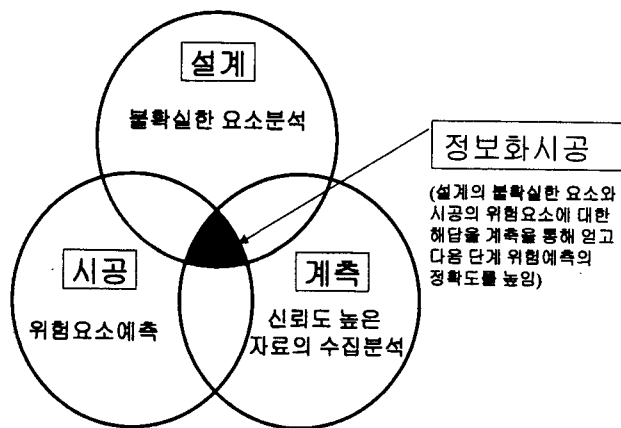 설계
불확실한 요소분석
정보화시공
(설계의 불확실한 요소와
시공의 위험요소에 대한
해답을 계측을 통해 얻고
다음 단계 위험예측의
정확도를 높임)
시공
위험요소예측
계측
신뢰도 높은
자료의 수집분석